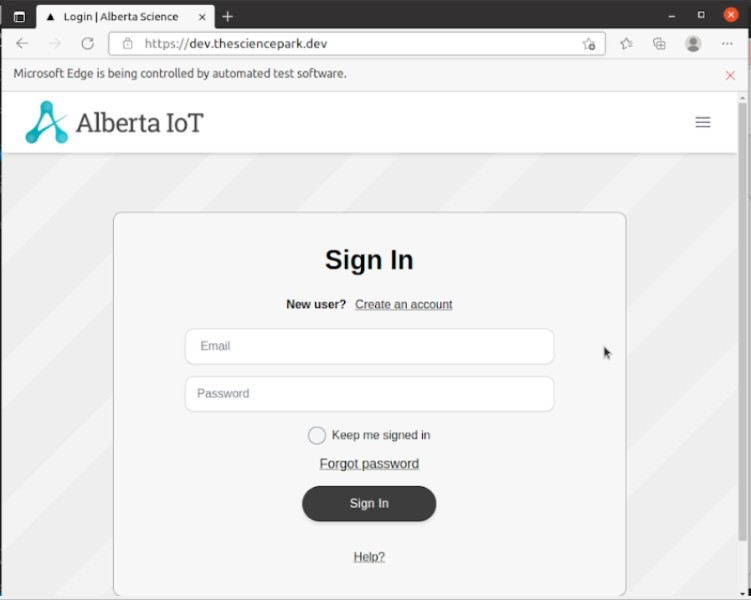 Login | Alberta Science
https://dev.thesciencepark.dev
Microsoft Edge is being controlled by automated test software.
Alberta IoT
Sign In
New user? Create an account
Email
Password
Keep me signed in
Forgot password
Sign In
Help?